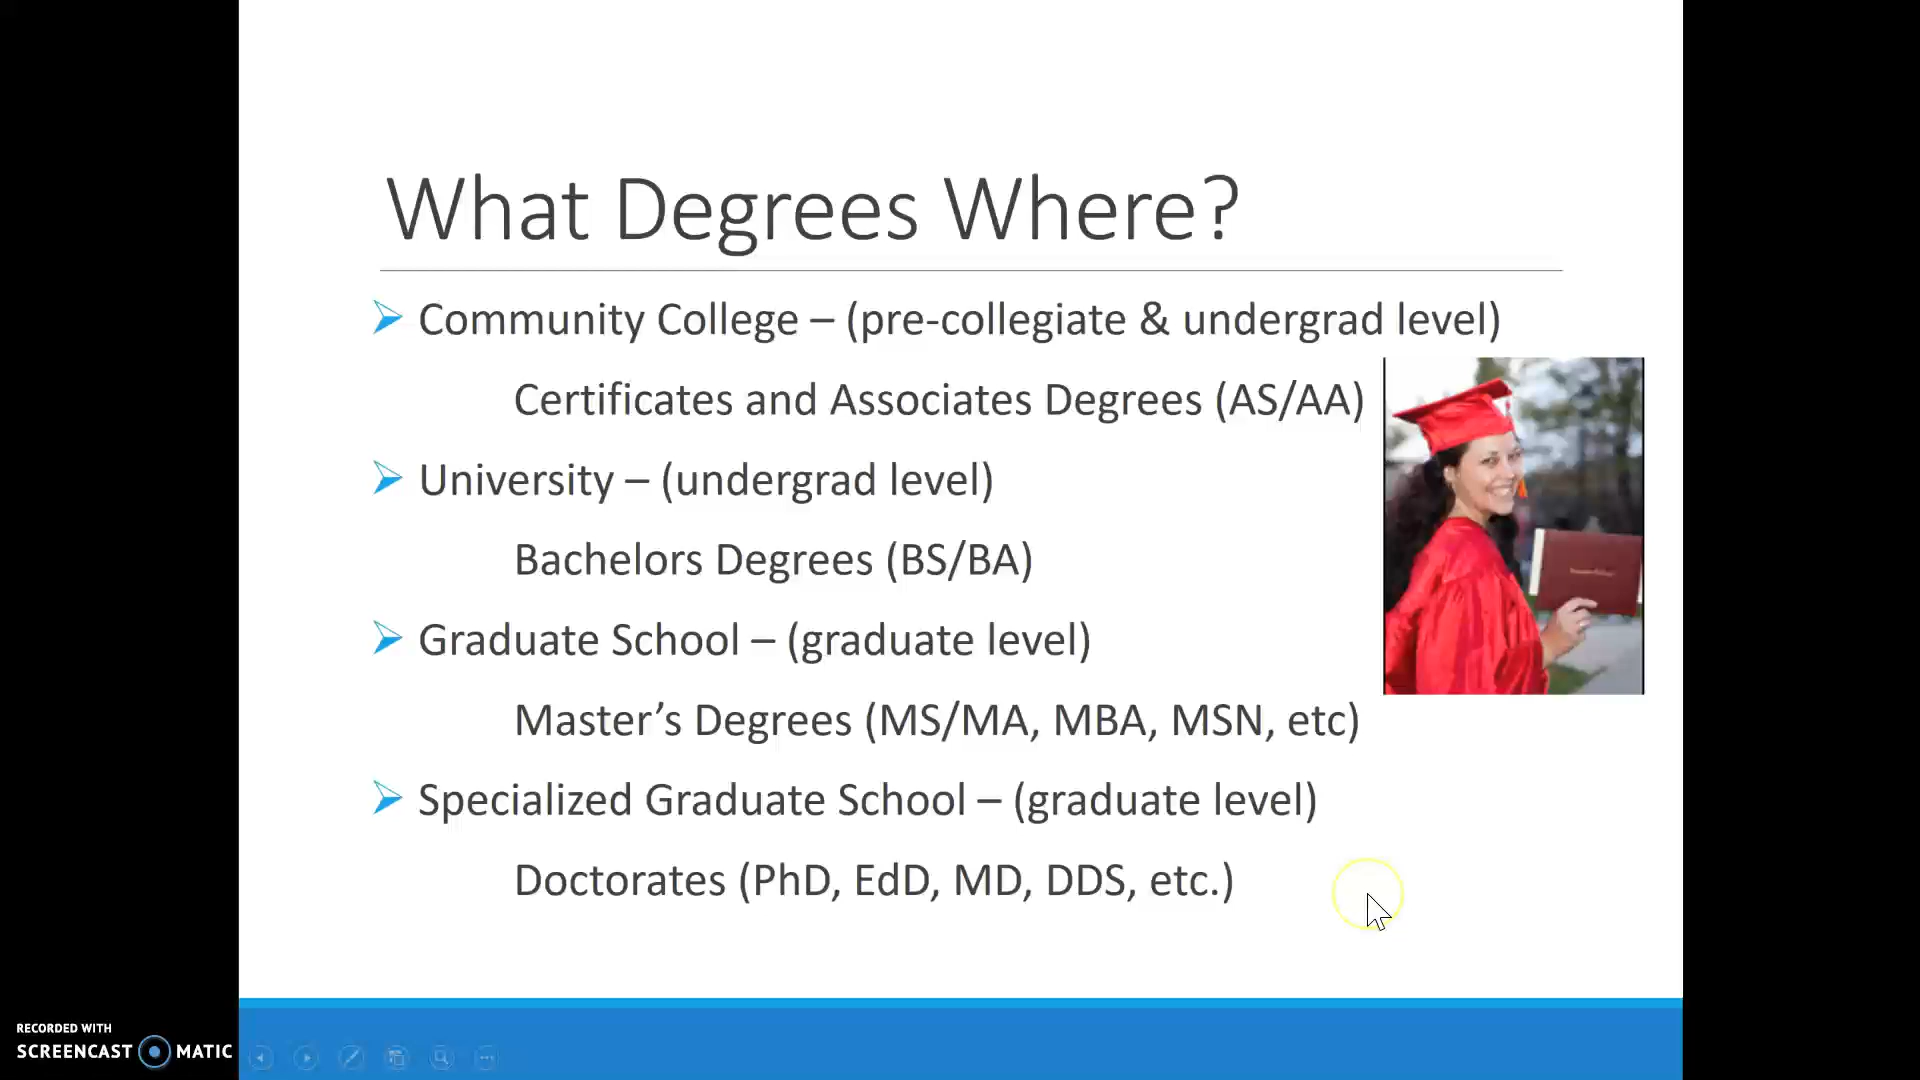 What Degrees Where?
Community College – (pre-collegiate & undergrad level)
Certificates and Associates Degrees (AS/AA)
University – (undergrad level)
Bachelors Degrees (BS/BA)
Graduate School – (graduate level)
Master’s Degrees (MS/MA, MBA, MSN, etc)
Specialized Graduate School – (graduate level)
Doctorates (PhD, EdD, MD, DDS, etc.)
RECORDED WITH
SCREENCAST MATIC